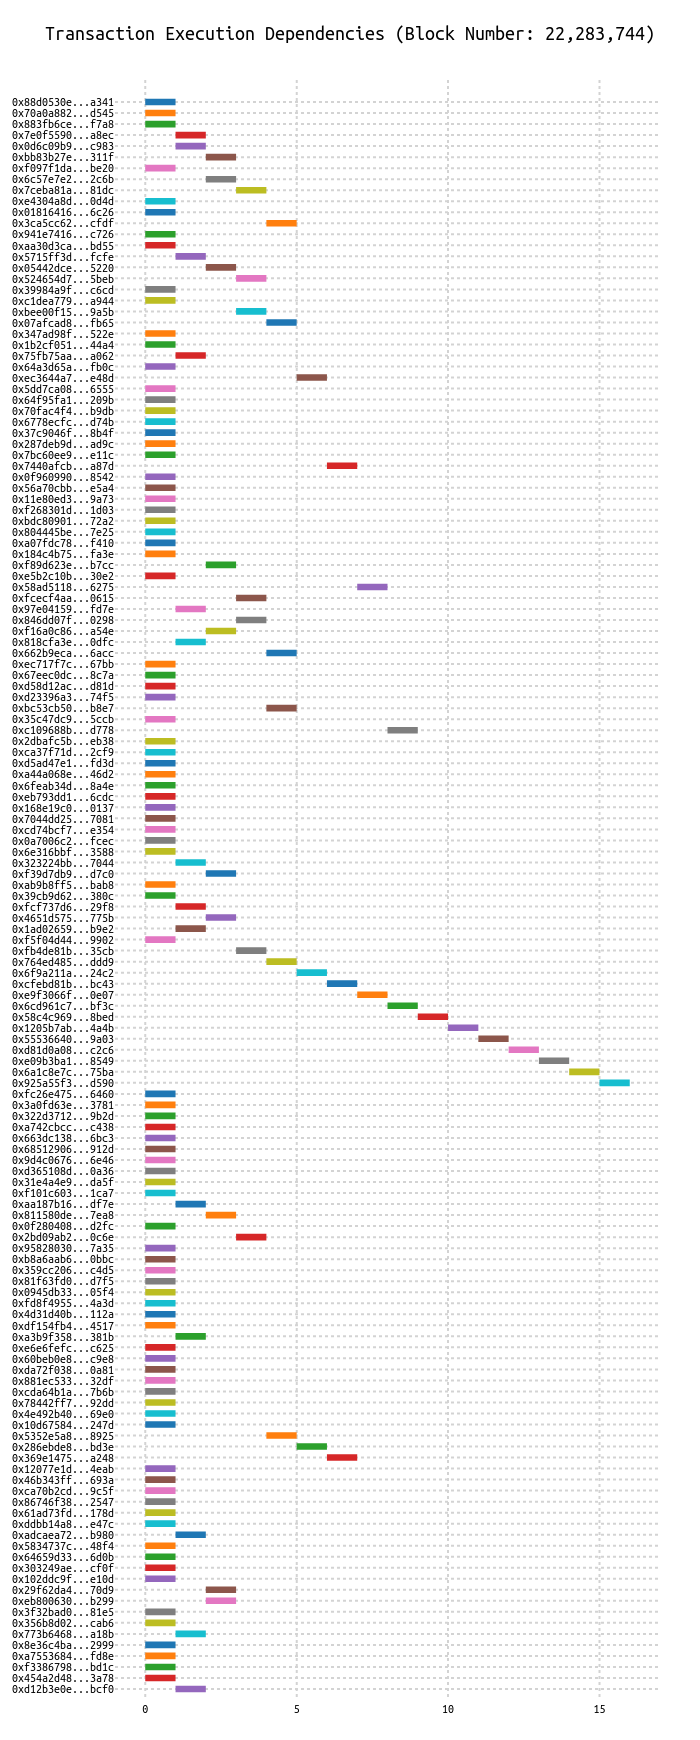 Transaction Execution Dependencies (Block Number: 22,283,744)
0x88d0530e...a341
0x70a0a882...d545
0x883fb6ce...f7a8
0x7e0f5590...a8ec
0x0d6c09b9...c983
0xbb83b27e...311f
0xf097f1da...be20
0x6c57e7e2...2c6b
0x7ceba81a...81dc
0xe4304a8d...0d4d
0x01816416...6c26
0x3ca5cc62...cfdf
0x941e7416...c726
0xaa30d3ca...bd55
0x5715ff3d...fcfe
0x05442dce...5220
0x524654d7...5beb
0x39984a9f...c6cd
0xc1dea779...a944
0xbee00f15...9a5b
0x07afcad8...fb65
0x347ad98f...522e
0x1b2cf051...44a4
0x75fb75aa...a062
0x64a3d65a...fb0c
0xec3644a7...e48d
0x5dd7ca08...6555
0x64f95fa1...209b
0x70fac4f4...b9db
0x6778ecfc...d74b
0x37c9046f...8b4f
0x287deb9d...ad9c
0x7bc60ee9...e11c
0x7440afcb...a87d
0x0f960990...8542
0x56a70cbb...e5a4
0x11e80ed3...9a73
0xf268301d...1d03
0xbdc80901...72a2
0x804445be...7e25
0xa07fdc78...f410
0x184c4b75...fa3e
0xf89d623e...b7cc
0xe5b2c10b...30e2
0x58ad5118...6275
0xfcecf4aa...0615
0x97e04159...fd7e
0x846dd07f...0298
0xf16a0c86...a54e
0x818cfa3e...0dfc
0x662b9eca...6acc
0xec717f7c...67bb
0x67eec0dc...8c7a
0xd58d12ac...d81d
0xd23396a3...74f5
0xbc53cb50...b8e7
0x35c47dc9...5ccb
0xc109688b...d778
0x2dbafc5b...eb38
0xca37f71d...2cf9
0xd5ad47e1...fd3d
0xa44a068e...46d2
0x6feab34d...8a4e
0xeb793dd1...6cdc
0x168e19c0...0137
0x7044dd25...7081
0xcd74bcf7...e354
0x0a7006c2...fcec
0x6e316bbf...3588
0x323224bb...7044
0xf39d7db9...d7c0
0xab9b8ff5...bab8
0x39cb9d62...380c
0xfcf737d6...29f8
0x4651d575...775b
0x1ad02659...b9e2
0xf5f04d44...9902
0xfb4de81b...35cb
0x764ed485...ddd9
0x6f9a211a...24c2
0xcfebd81b...bc43
0xe9f3066f...0e07
0x6cd961c7...bf3c
0x58c4c969...8bed
0x1205b7ab...4a4b
0x55536640...9a03
0xd81d0a08...c2c6
0xe09b3ba1...8549
0x6a1c8e7c...75ba
0x925a55f3...d590
0xfc26e475...6460
0x3a0fd63e...3781
0x322d3712...9b2d
0xa742cbcc...c438
0x663dc138...6bc3
0x68512906...912d
0x9d4c0676...6e46
0xd365108d...0a36
0x31e4a4e9...da5f
0xf101c603...1ca7
0xaa187b16...df7e
0x811580de...7ea8
0x0f280408...d2fc
0x2bd09ab2...0c6e
0x95828030...7a35
0xb8a6aab6...0bbc
0x359cc206...c4d5
0x81f63fd0...d7f5
0x0945db33...05f4
0xfd8f4955...4a3d
0x4d31d40b...112a
0xdf154fb4...4517
0xa3b9f358...381b
0xe6e6fefc...c625
0x60beb0e8...c9e8
0xda72f038...0a81
0x881ec533...32df
0xcda64b1a...7b6b
0x78442ff7...92dd
0x4e492b40...69e0
0x10d67584...247d
0x5352e5a8...8925
0x286ebde8...bd3e
0x369e1475...a248
0x12077e1d...4eab
0x46b343ff...693a
0xca70b2cd...9c5f
0x86746f38...2547
0x61ad73fd...178d
0xddbb14a8...e47c
0xadcaea72...b980
0x5834737c...48f4
0x64659d33...6d0b
0x303249ae...cf0f
0x102ddc9f...e10d
0x29f62da4...70d9
0xeb800630...b299
0x3f32bad0...81e5
0x356b8d02...cab6
0x773b6468...a18b
0x8e36c4ba...2999
0xa7553684...fd8e
0xf3386798...bd1c
0x454a2d48...3a78
0xd12b3e0e...bcf0
0 5 10 15